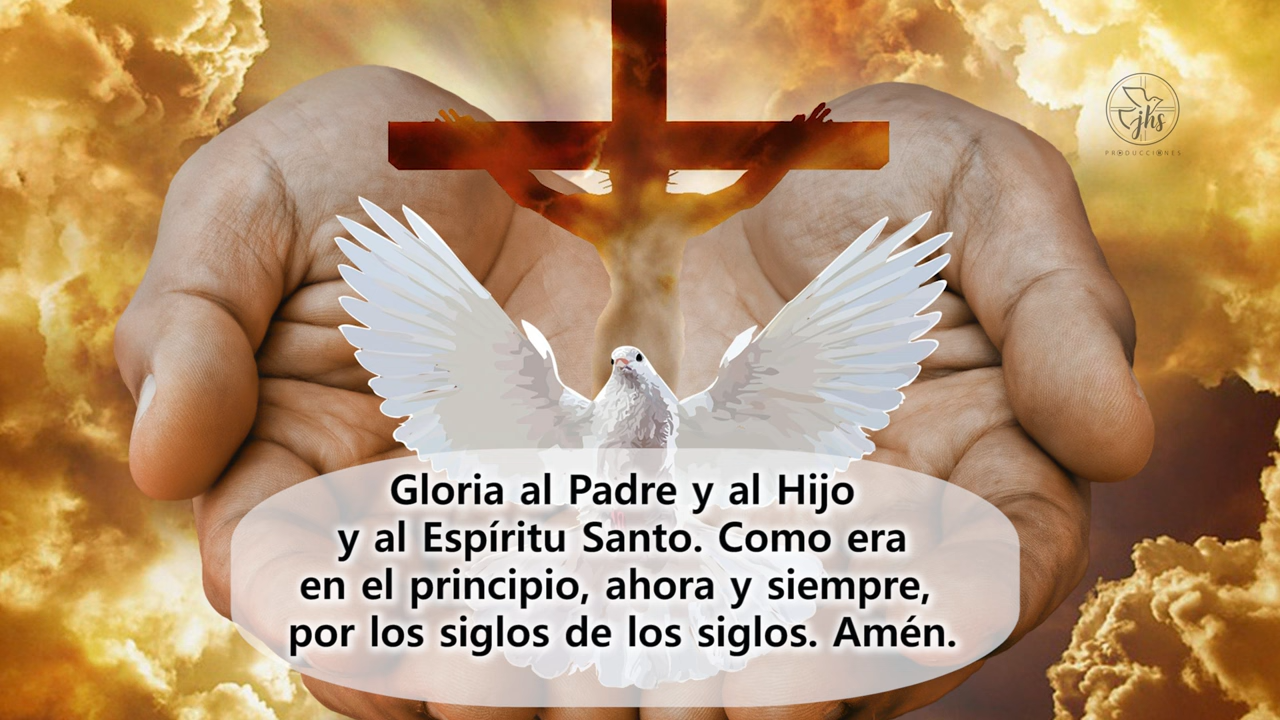 jhs
PRODUCCIONES
Gloria al Padre y al Hijo
y al Espíritu Santo. Como era
en el principio, ahora y siempre,
por los siglos de los siglos. Amén.